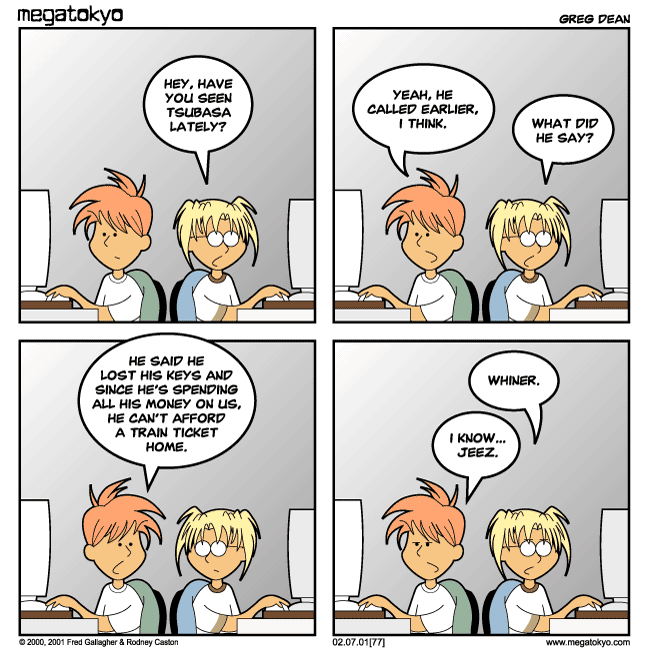 megatokyo
GREG DEAN
HEY, HAVE
YOU SEEN
TSUBASA
LATELY?
YEAH, HE
CALLED EARLIER,
I THINK.
WHAT DID
HE SAY?
HE SAID HE
LOST HIS KEYS AND
SINCE HE'S SPENDING
ALL HIS MONEY ON US,
HE CAN'T AFFORD
A TRAIN TICKET
HOME.
WHINER.
I KNOW...
JEEZ.
© 2000, 2001 Fred Gallagher & Rodney Caston
02.07.01[77]
www.megatokyo.com